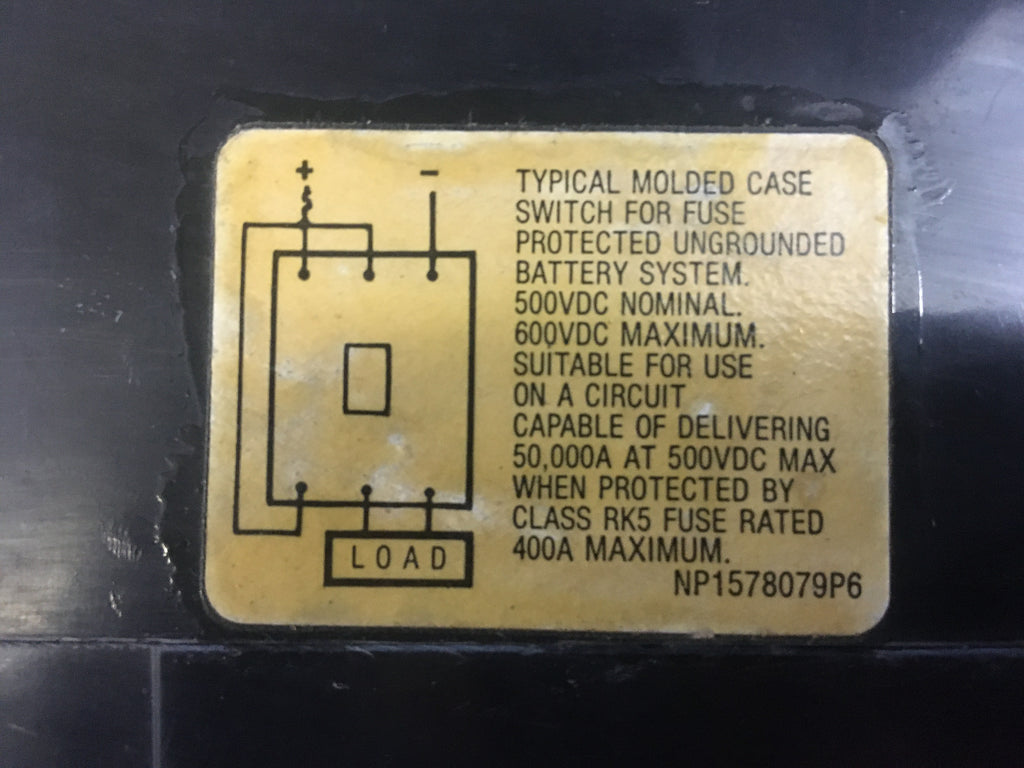 + -
TYPICAL MOLDED CASE
SWITCH FOR FUSE
PROTECTED UNGROUNDED
BATTERY SYSTEM.
500VDC NOMINAL.
600VDC MAXIMUM.
SUITABLE FOR USE
ON A CIRCUIT
CAPABLE OF DELIVERING
50,000A AT 500VDC MAX
WHEN PROTECTED BY
CLASS RK5 FUSE RATED
400A MAXIMUM.
LOAD
NP1578079P6